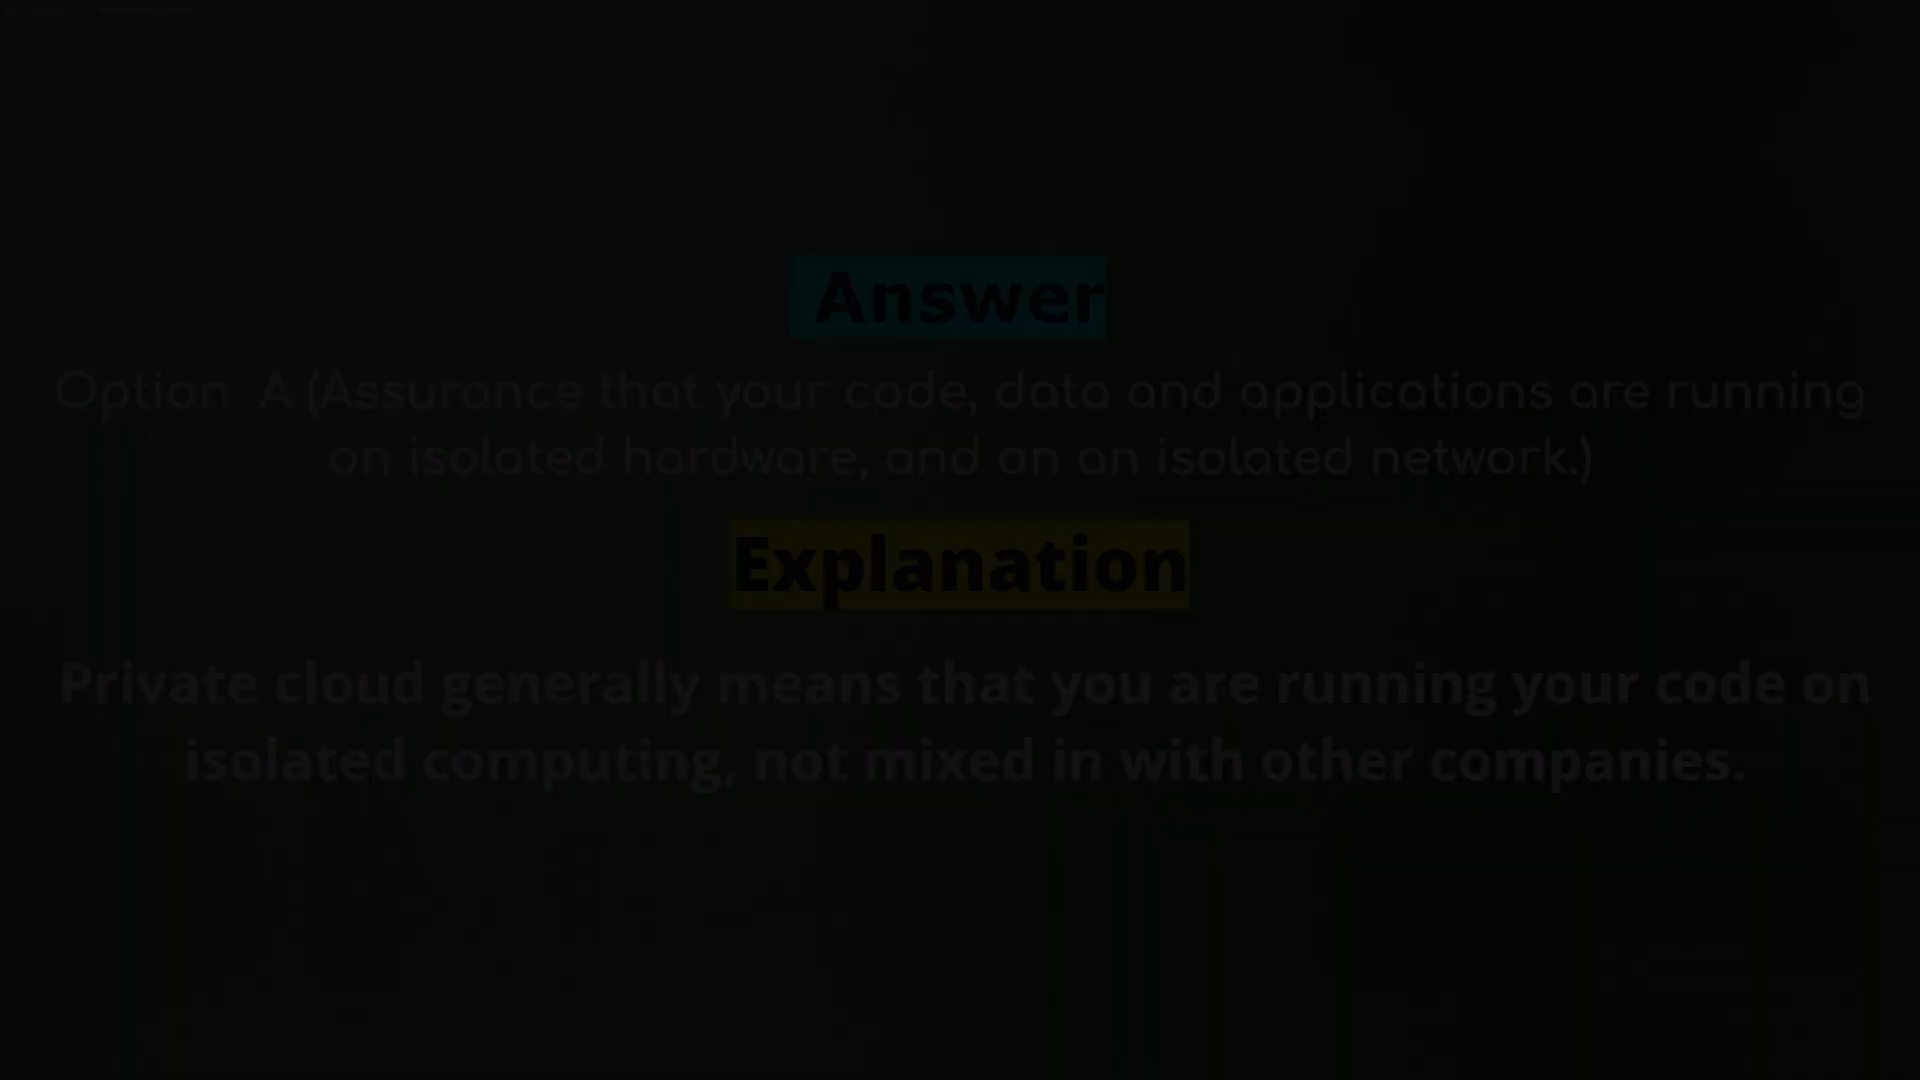 Answer
Option A (Assurance that your code, data and applications are running
on isolated hardware, and on an isolated network.)
Explanation
Private cloud generally means that you are running your code on
isolated computing, not mixed in with other companies.